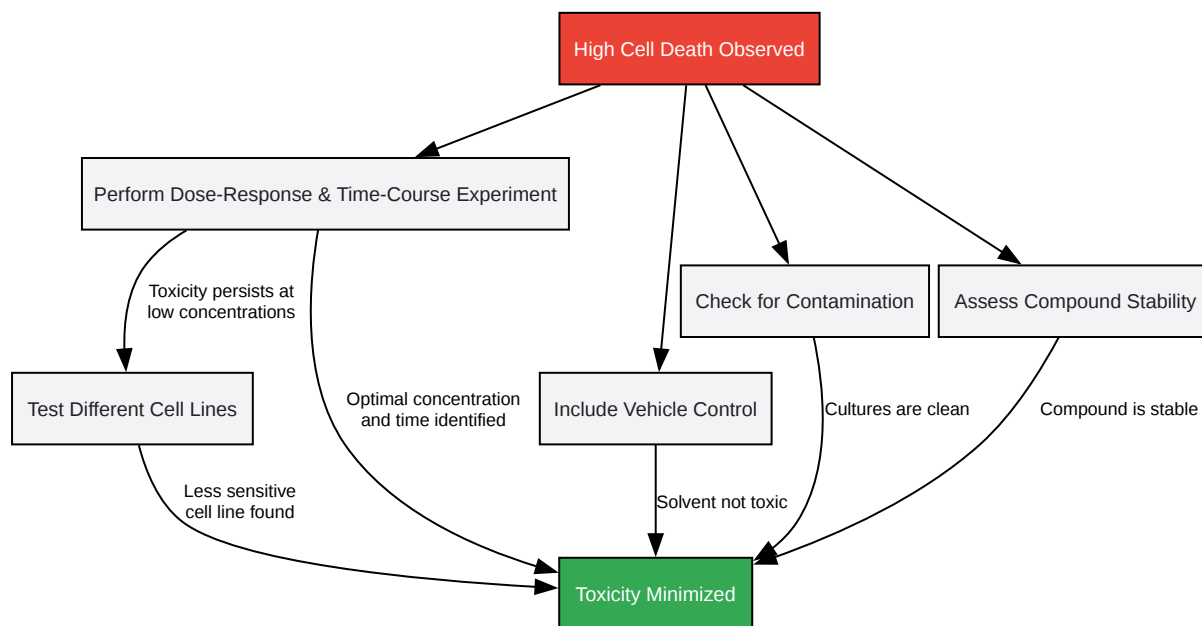 High Cell Death Observed
Perform Dose-Response & Time-Course Experiment
Check for Contamination
Assess Compound Stability
Toxicity persists at
low concentrations
Test Different Cell Lines
Optimal concentration
and time identified
Include Vehicle Control
Cultures are clean
Compound is stable
Less sensitive
cell line found
Solvent not toxic
Toxicity Minimized